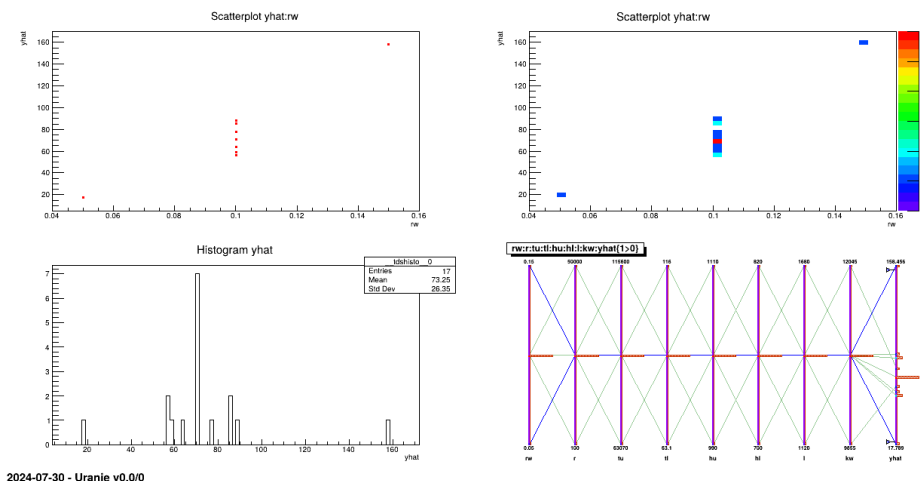 Scatterplot yhat:rw
yhat
160
140
120
100
80
60
40
20
0.04 0.06 0.08 0.1 0.12 0.14 0.16
rw
Scatterplot yhat:rw
yhat
160
140
120
100
80
60
40
20
0.04 0.06 0.08 0.1 0.12 0.14 0.16
rw
Histogram yhat
_tdshisto__0
Entries 17
Mean 73.25
Std Dev 26.35
7
6
5
4
3
2
1
0
20 40 60 80 100 120 140 160
yhat
rw:r:tu:tl:hu:hl:l:kw:yhat{1>0}
0.15 50000 115600 116 1110 820 1680 12045 158.455
0.05 100 63070 63.1 990 700 1120 9855
rw r tu tl hu hl l kw yhat
2024-07-30 - Uranie v0.0/0